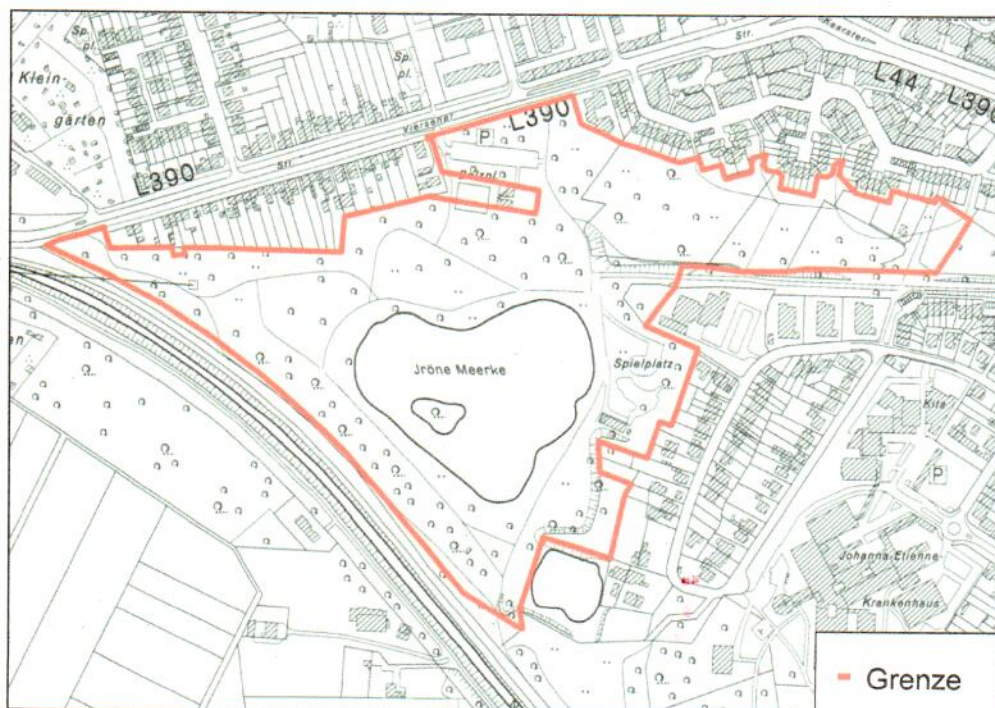 Sp.
pl.
Sp.
pl.
Klein-
gärten
L390
Str.
Viersener
L390
P
Str.
L44
L390
Jröne Meerke
Spielplatz
Kita
P
Johanna-Etienne-
Krankenhaus
Grenze